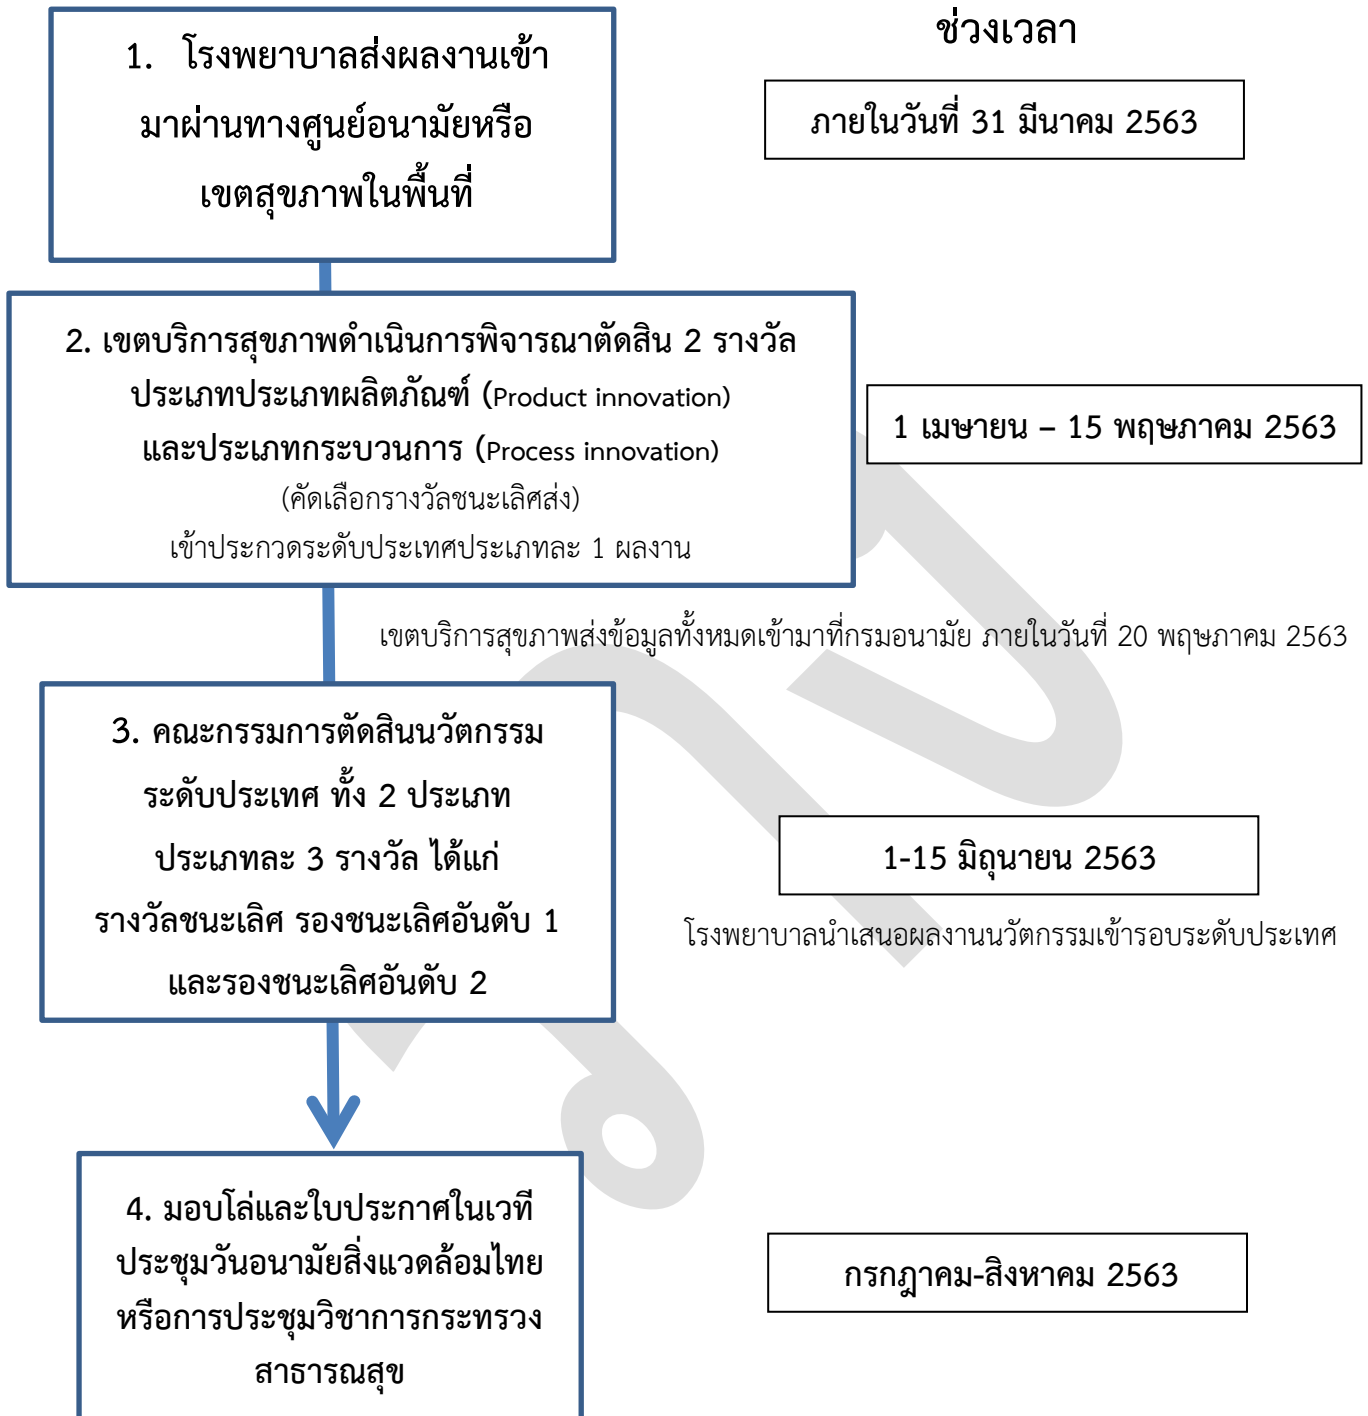 ช่วงเวลา
1. โรงพยาบาลส่งผลงานเข้า
มาผ่านทางศูนย์อนามัยหรือ
เขตสุขภาพในพื้นที่
ภายในวันที่ 31 มีนาคม 2563
2. เขตบริการสุขภาพดำเนินการพิจารณาตัดสิน 2 รางวัล
ประเภทประเภทผลิตภัณฑ์ (Product innovation)
และประเภทกระบวนการ (Process innovation)
(คัดเลือกรางวัลชนะเลิศส่ง)
เข้าประกวดระดับประเทศประเภทละ 1 ผลงาน
1 เมษายน – 15 พฤษภาคม 2563
เขตบริการสุขภาพส่งข้อมูลทั้งหมดเข้ามาที่กรมอนามัย ภายในวันที่ 20 พฤษภาคม 2563
3. คณะกรรมการตัดสินนวัตกรรม
ระดับประเทศ ทั้ง 2 ประเภท
ประเภทละ 3 รางวัล ได้แก่
รางวัลชนะเลิศ รองชนะเลิศอันดับ 1
และรองชนะเลิศอันดับ 2
1-15 มิถุนายน 2563
โรงพยาบาลนำเสนอผลงานนวัตกรรมเข้ารอบระดับประเทศ
4. มอบโล่และใบประกาศในเวที
ประชุมวันอนามัยสิ่งแวดล้อมไทย
หรือการประชุมวิชาการกระทรวง
สาธารณสุข
กรกฎาคม-สิงหาคม 2563
ร่าง